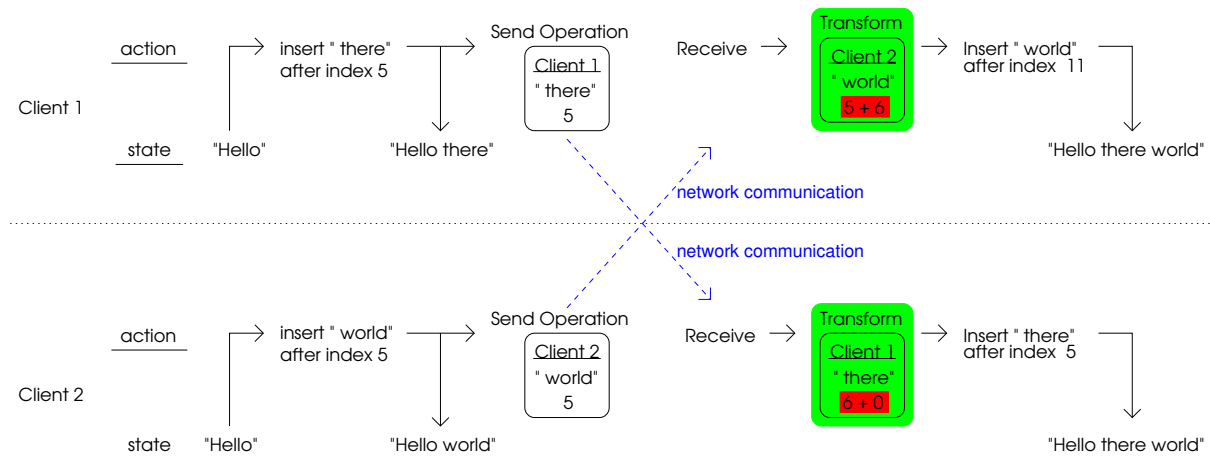 action
insert " there"
after index 5
Send Operation
Client 1
" there"
5
Receive
Transform
Client 2
" world"
5 + 6
Insert " world"
after index 11
Client 1
state
"Hello"
"Hello there"
"Hello there world"
network communication
network communication
action
insert " world"
after index 5
Send Operation
Client 2
" world"
5
Receive
Transform
Client 1
" there"
6 + 0
Insert " there"
after index 5
Client 2
state
"Hello"
"Hello world"
"Hello there world"